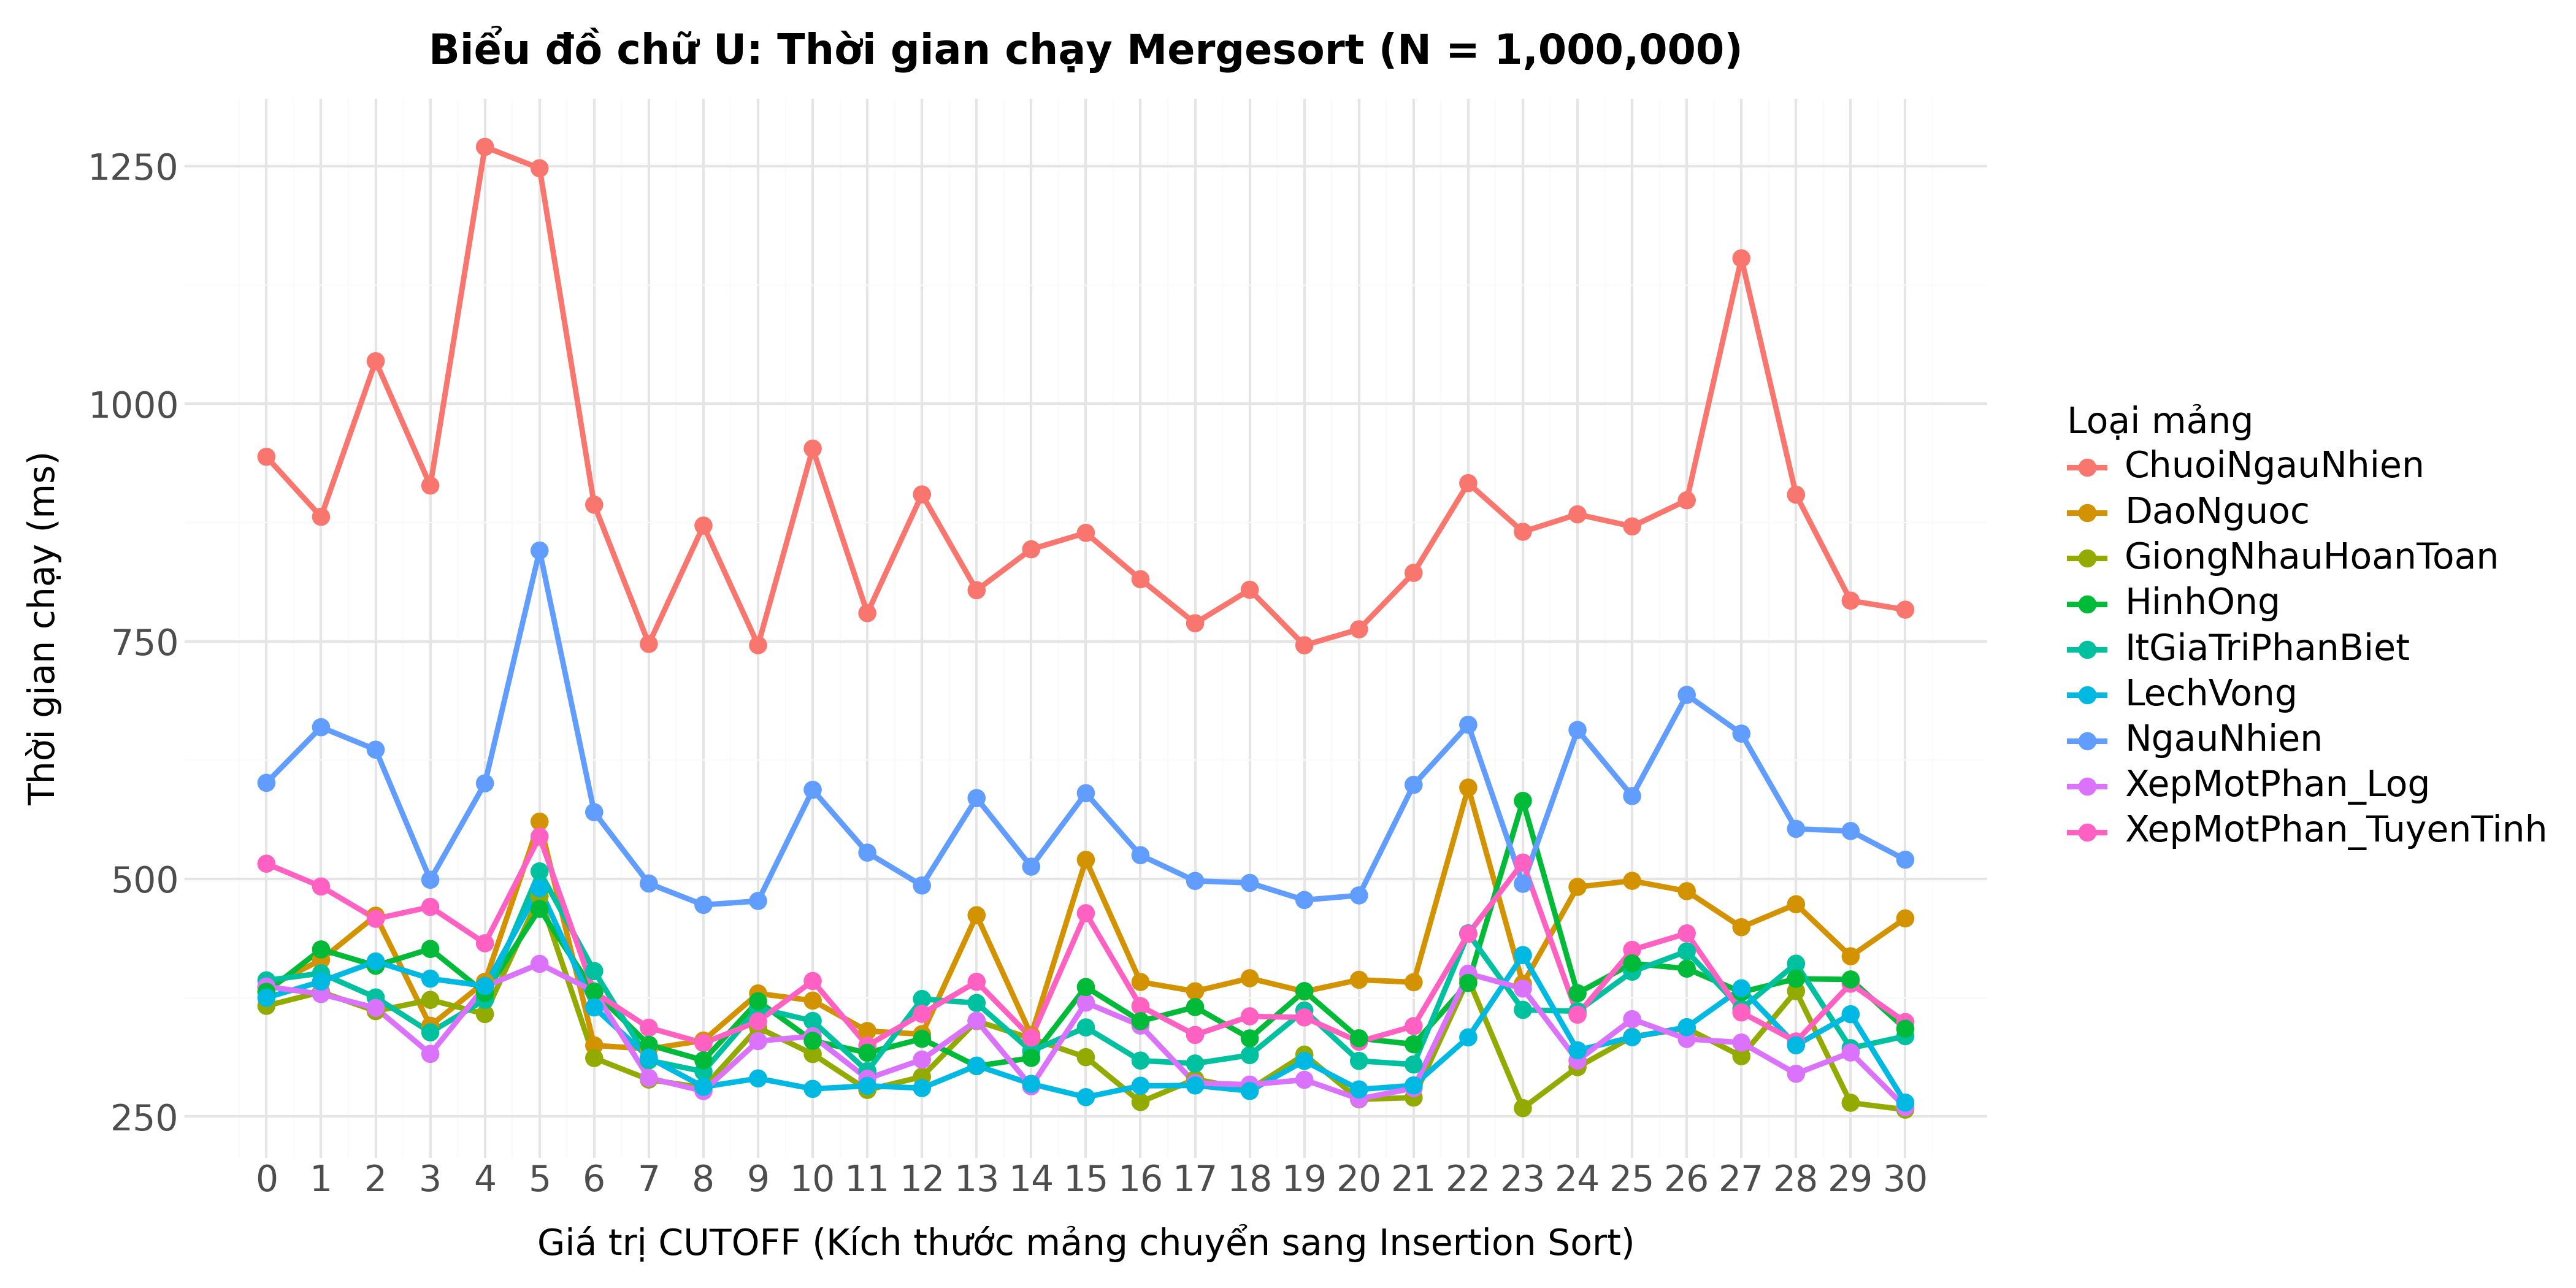 Biểu đồ chữ U: Thời gian chạy Mergesort (N = 1,000,000)
Thời gian chạy (ms)
1250
1000
750
500
250
0 1 2 3 4 5 6 7 8 9 10 11 12 13 14 15 16 17 18 19 20 21 22 23 24 25 26 27 28 29 30
Giá trị CUTOFF (Kích thước mảng chuyển sang Insertion Sort)
Loại mảng
ChuoiNgauNhien
DaoNguoc
GiongNhauHoanToan
HinhOng
ItGiaTriPhanBiet
LechVong
NgauNhien
XepMotPhan_Log
XepMotPhan_TuyenTinh